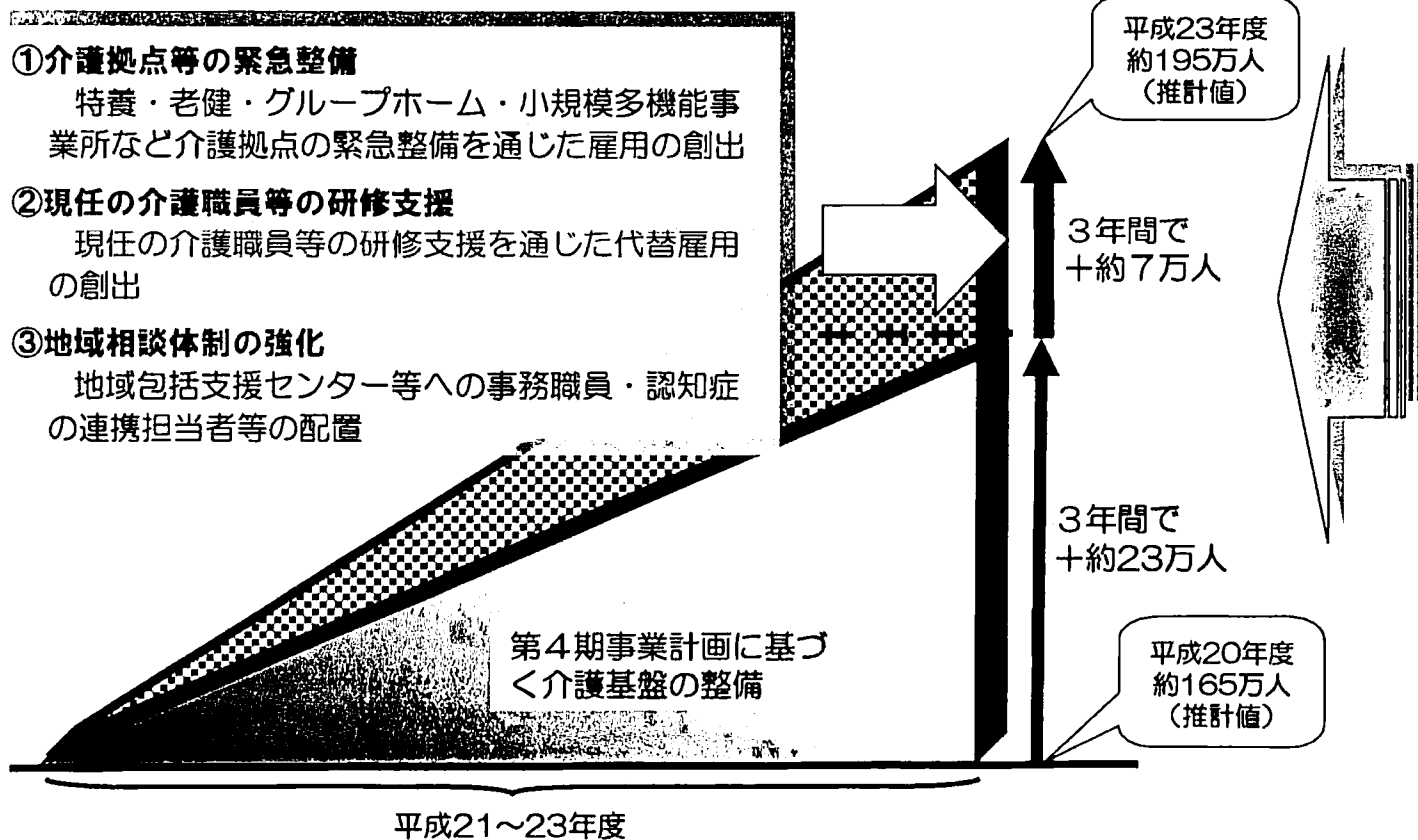 ①介護拠点等の緊急整備
特養・老健・グループホーム・小規模多機能事
業所など介護拠点の緊急整備を通じた雇用の創出
②現任の介護職員等の研修支援
現任の介護職員等の研修支援を通じた代替雇用
の創出
③地域相談体制の強化
地域包括支援センター等への事務職員・認知症
の連携担当者等の配置
平成23年度
約195万人
（推計値）
3年間で
＋約7万人
3年間で
＋約23万人
第4期事業計画に基づ
く介護基盤の整備
平成20年度
約165万人
（推計値）
平成21～23年度